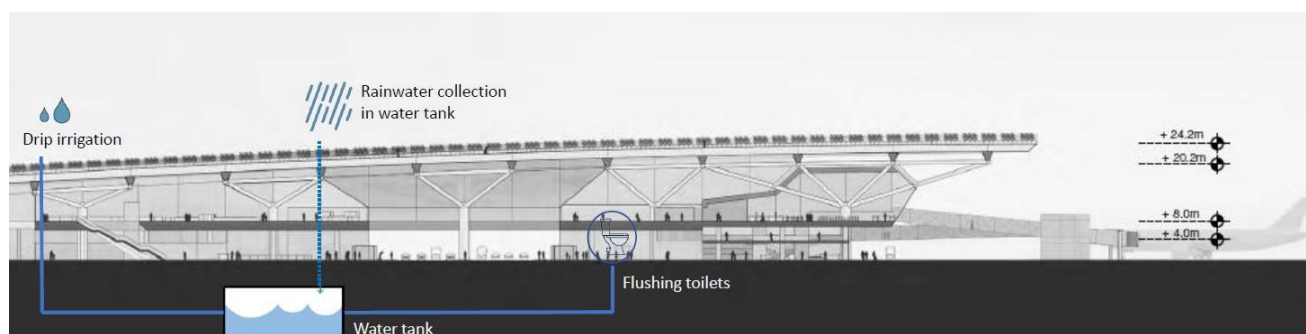 Rainwater collection
in water tank
Drip irrigation
+ 24.2m
+ 20.2m
+ 8.0m
+ 4.0m
Flushing toilets
Water tank